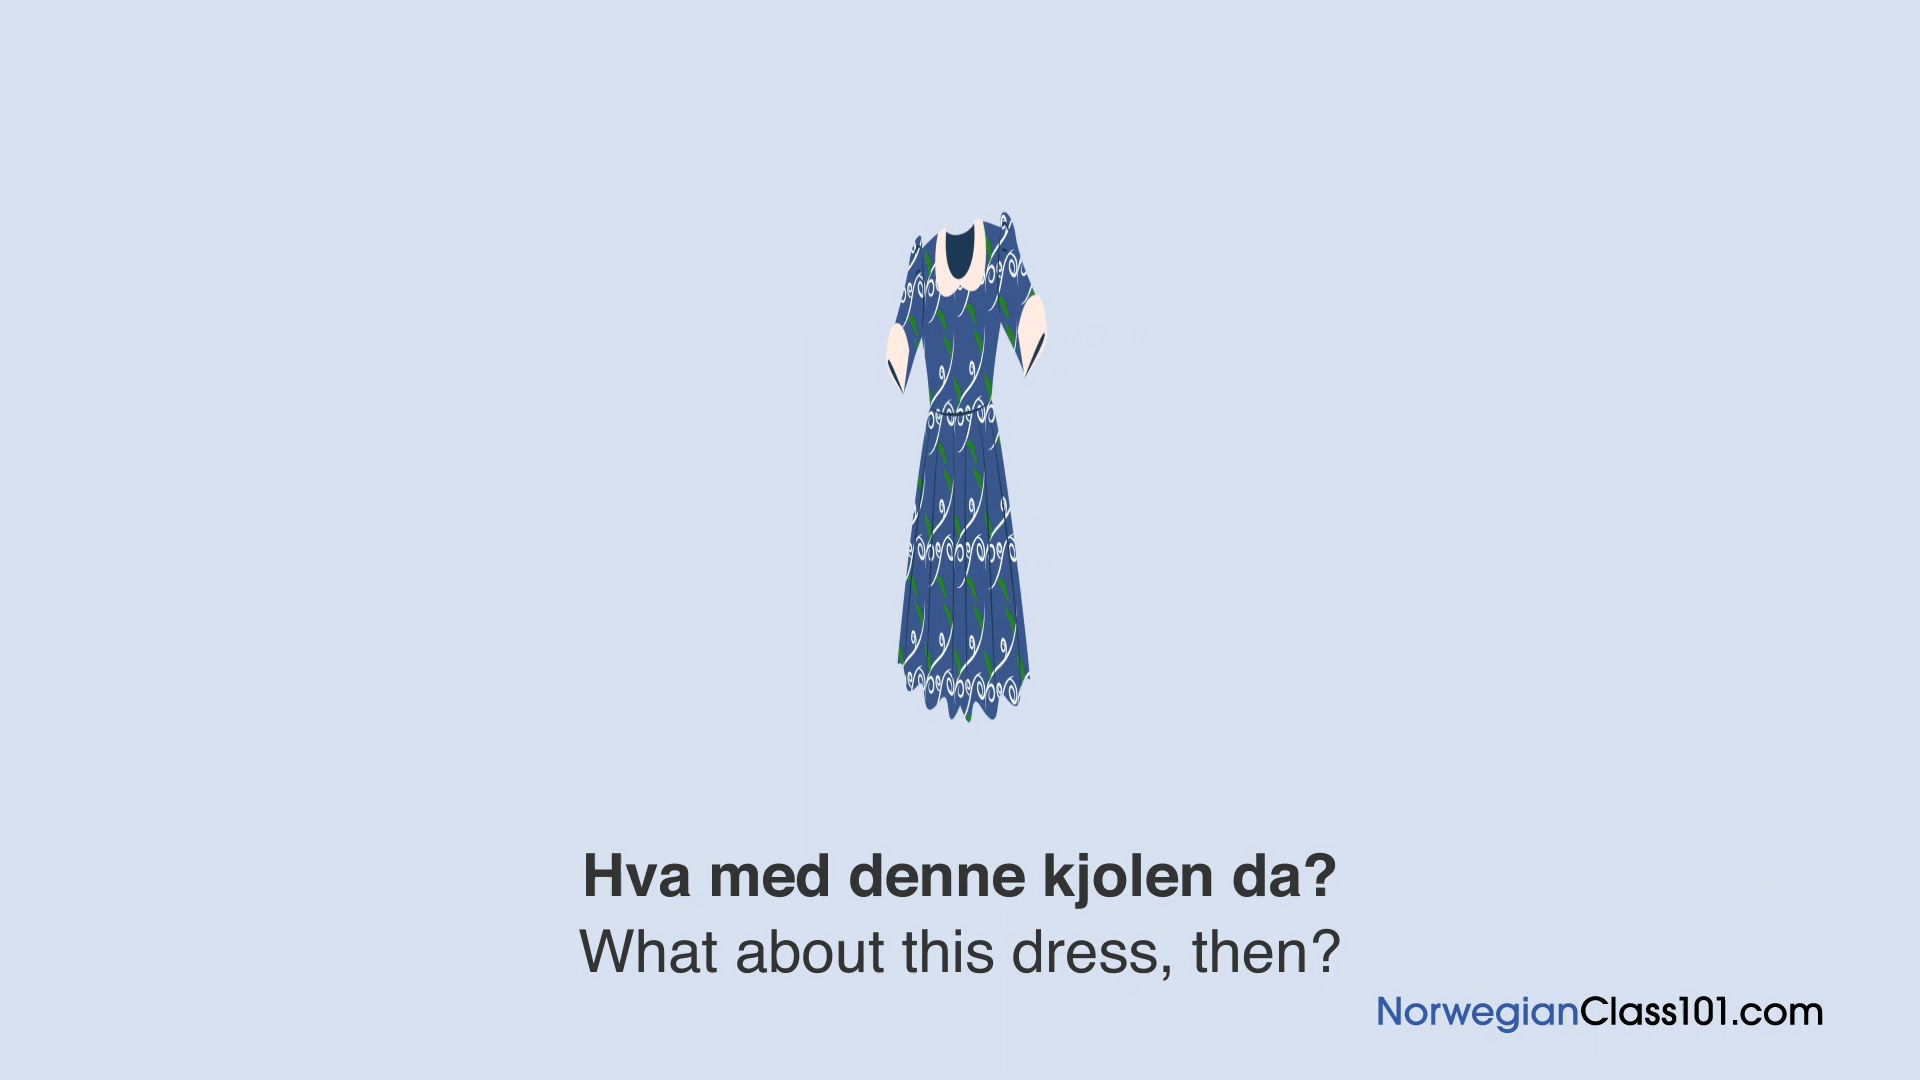 Hva med denne kjolen da?
What about this dress, then?
NorwegianClass101.com